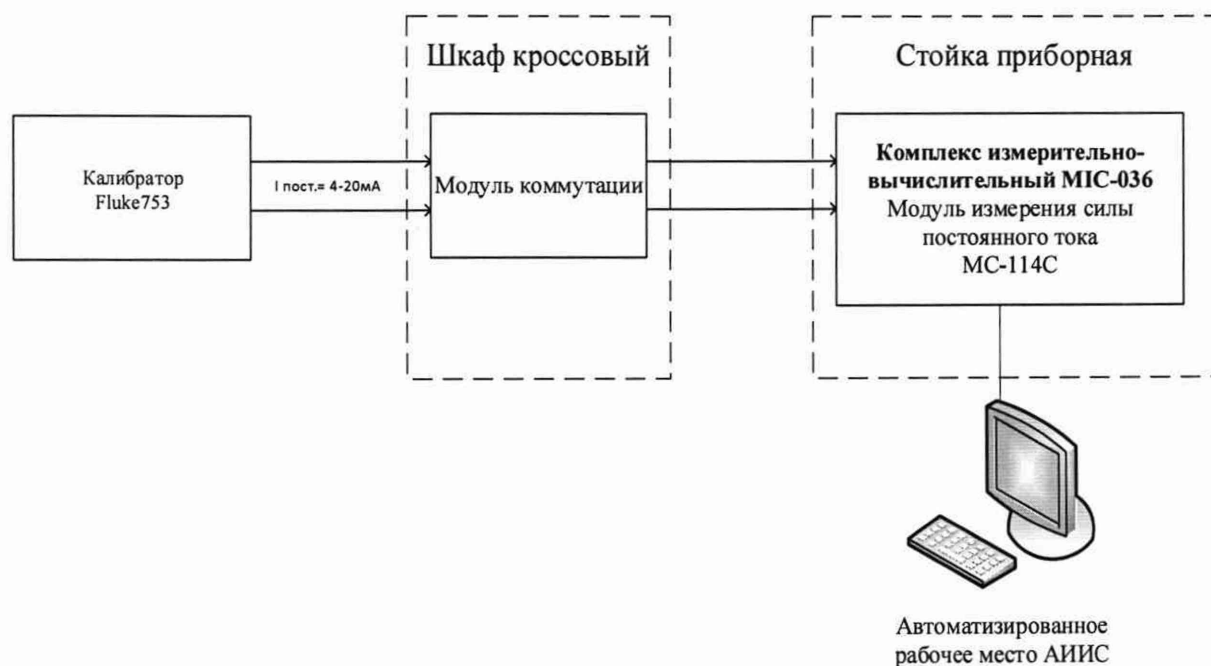 Шкаф кроссовый
Стойка приборная
Калибратор
Fluke753
I пост.= 4-20мА
Модуль коммутации
Комплекс измерительно-
вычислительный MIC-036
Модуль измерения силы
постоянного тока
МС-114С
Автоматизированное
рабочее место АИИС